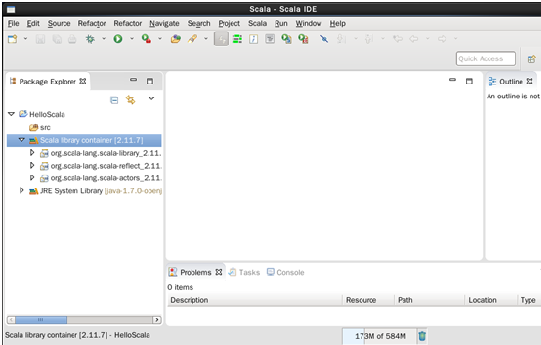 Scala - Scala IDE
File Edit Source Refactor Refactor Navigate Search Project Scala Run Window Help
Quick Access
Package Explorer
Outline
An outline is not
HelloScala
src
Scala library container [2.11.7]
org.scala-lang.scala-library_2.11.
org.scala-lang.scala-reflect_2.11.
org.scala-lang.scala-actors_2.11.
JRE System Library [java-1.7.0-openj
Problems Tasks Console
0 items
Description Resource Path Location Type
Scala library container [2.11.7] - HelloScala
173M of 584M